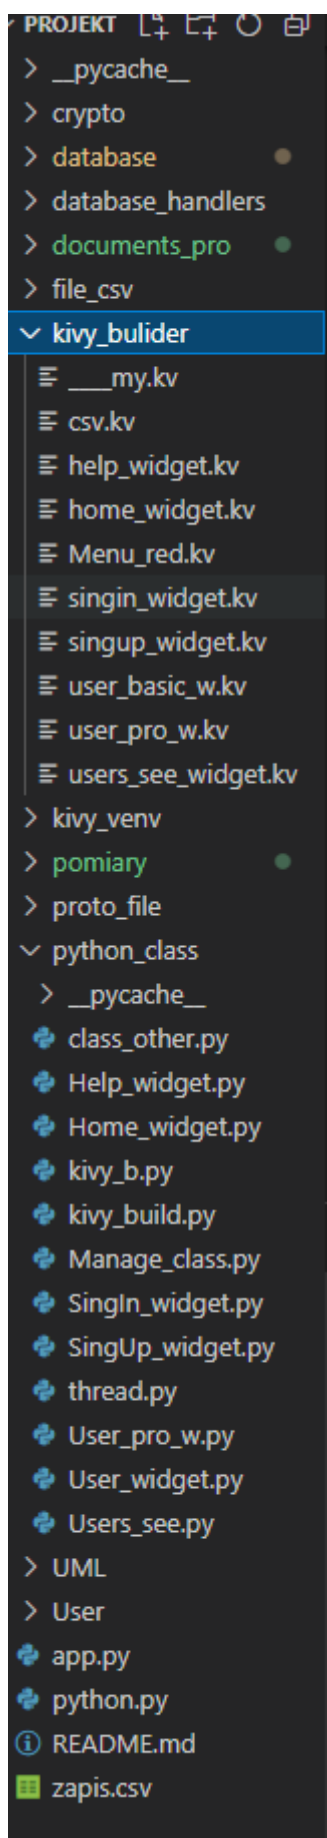 PROJEKT
__pycache__
crypto
database
database_handlers
documents_pro
file_csv
kivy_bulider
____my.kv
csv.kv
help_widget.kv
home_widget.kv
Menu_red.kv
singin_widget.kv
singup_widget.kv
user_basic_w.kv
user_pro_w.kv
users_see_widget.kv
kivy_venv
pomiary
proto_file
python_class
__pycache__
class_other.py
Help_widget.py
Home_widget.py
kivy_b.py
kivy_build.py
Manage_class.py
SingIn_widget.py
SingUp_widget.py
thread.py
User_pro_w.py
User_widget.py
Users_see.py
UML
User
app.py
python.py
README.md
zapis.csv